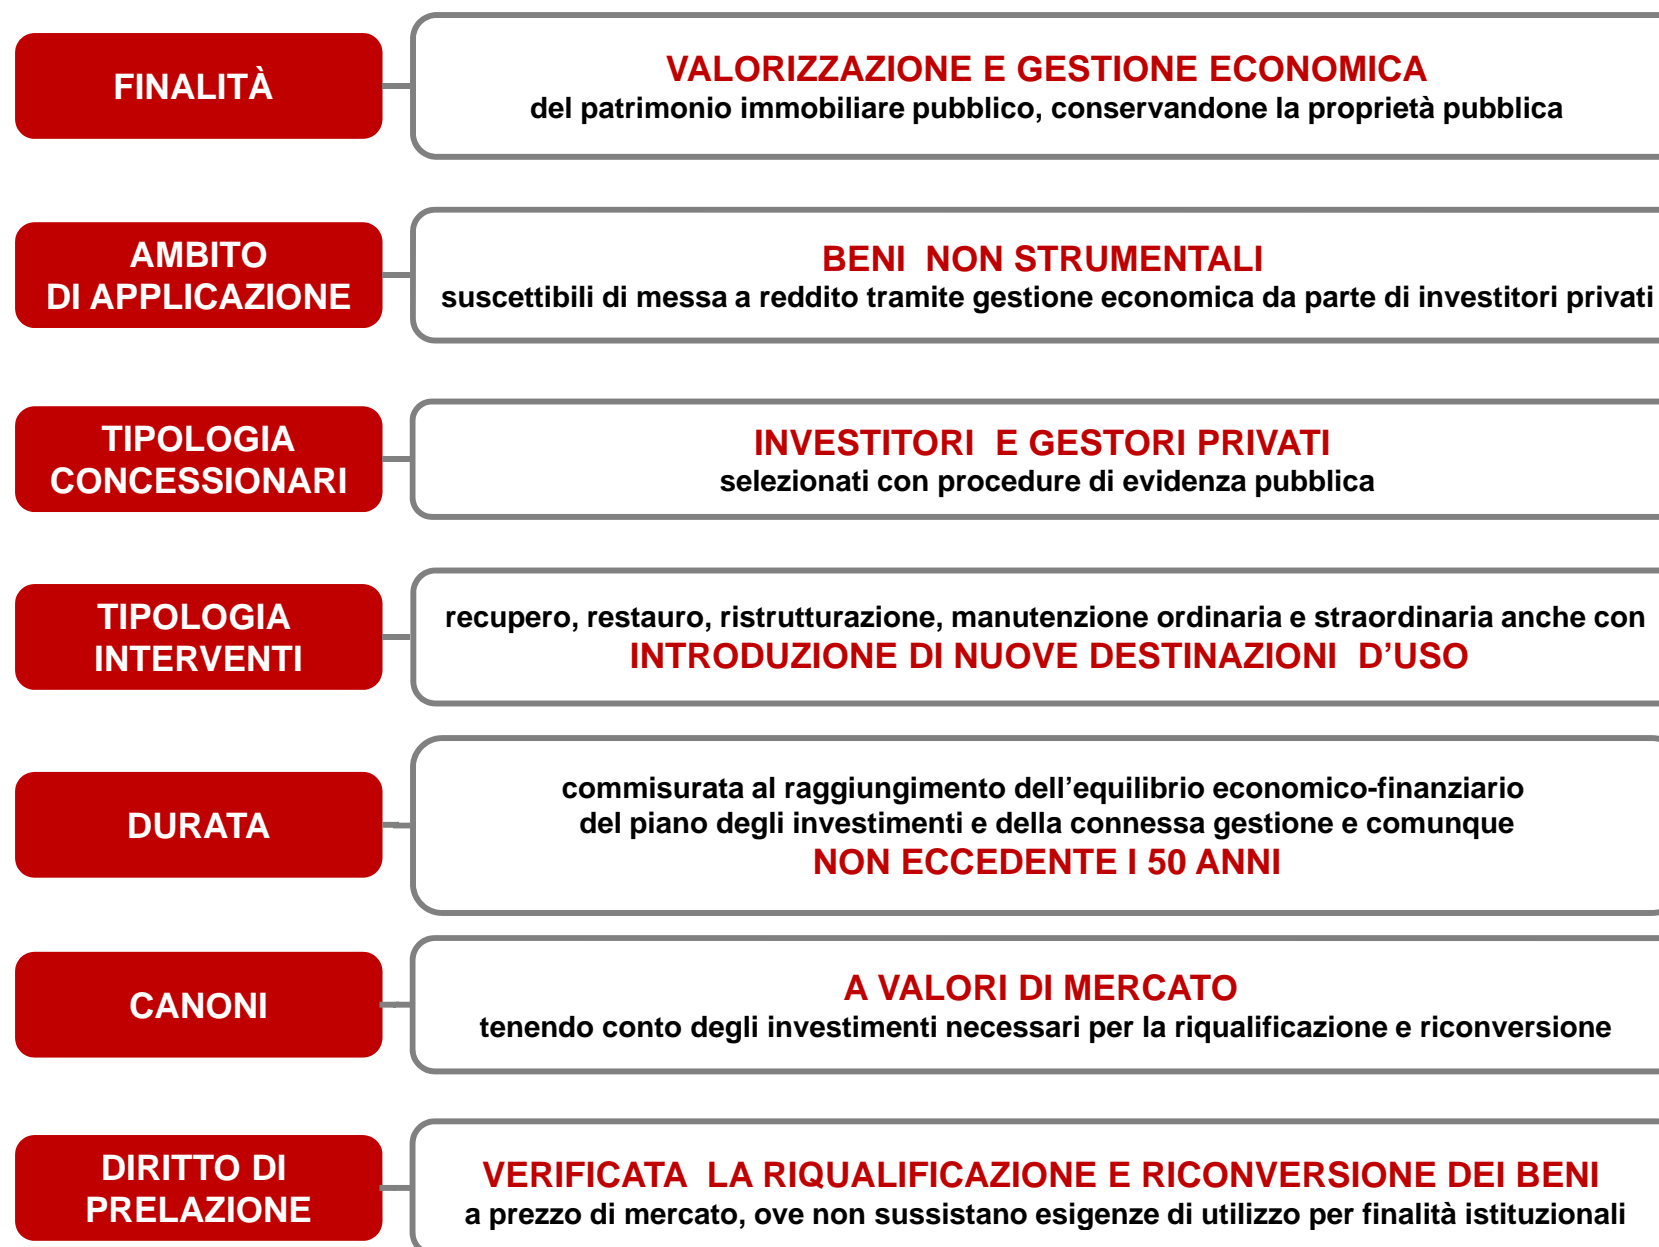 FINALITÀ
VALORIZZAZIONE E GESTIONE ECONOMICA
del patrimonio immobiliare pubblico, conservandone la proprietà pubblica
AMBITO
DI APPLICAZIONE
BENI NON STRUMENTALI
suscettibili di messa a reddito tramite gestione economica da parte di investitori privati
TIPOLOGIA
CONCESSIONARI
INVESTITORI E GESTORI PRIVATI
selezionati con procedure di evidenza pubblica
TIPOLOGIA
INTERVENTI
recupero, restauro, ristrutturazione, manutenzione ordinaria e straordinaria anche con
INTRODUZIONE DI NUOVE DESTINAZIONI D’USO
DURATA
commisurata al raggiungimento dell’equilibrio economico-finanziario
del piano degli investimenti e della connessa gestione e comunque
NON ECCEDENTE I 50 ANNI
CANONI
A VALORI DI MERCATO
tenendo conto degli investimenti necessari per la riqualificazione e riconversione
DIRITTO DI
PRELAZIONE
VERIFICATA LA RIQUALIFICAZIONE E RICONVERSIONE DEI BENI
a prezzo di mercato, ove non sussistano esigenze di utilizzo per finalità istituzionali